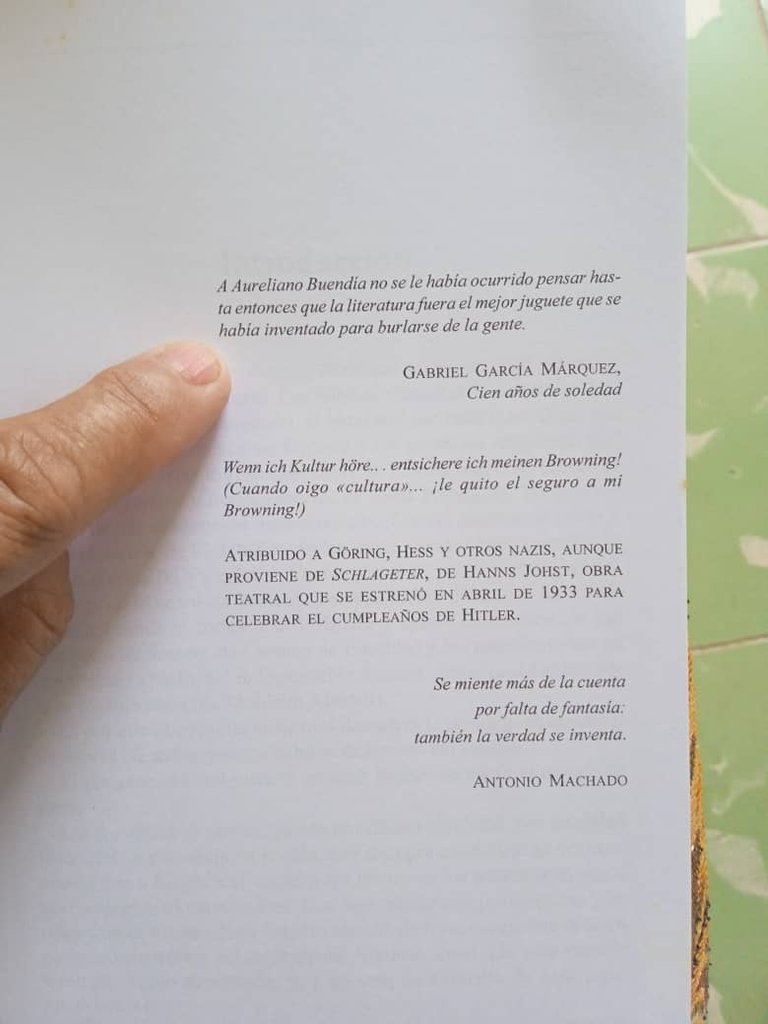 A Aureliano Buendía no se le había ocurrido pensar has-
ta entonces que la literatura fuera el mejor juguete que se
había inventado para burlarse de la gente.
GABRIEL GARCÍA MÁRQUEZ,
Cien años de soledad
Wenn ich Kultur höre... entsichere ich meinen Browning!
(Cuando oigo «cultura»... ¡le quito el seguro a mi
Browning!)
ATRIBUIDO A GÖRING, HESS Y OTROS NAZIS, AUNQUE
PROVIENE DE SCHLAGETER, DE HANNS JOHST, OBRA
TEATRAL QUE SE ESTRENÓ EN ABRIL DE 1933 PARA
CELEBRAR EL CUMPLEAÑOS DE HITLER.
Se miente más de la cuenta
por falta de fantasía:
también la verdad se inventa.
ANTONIO MACHADO